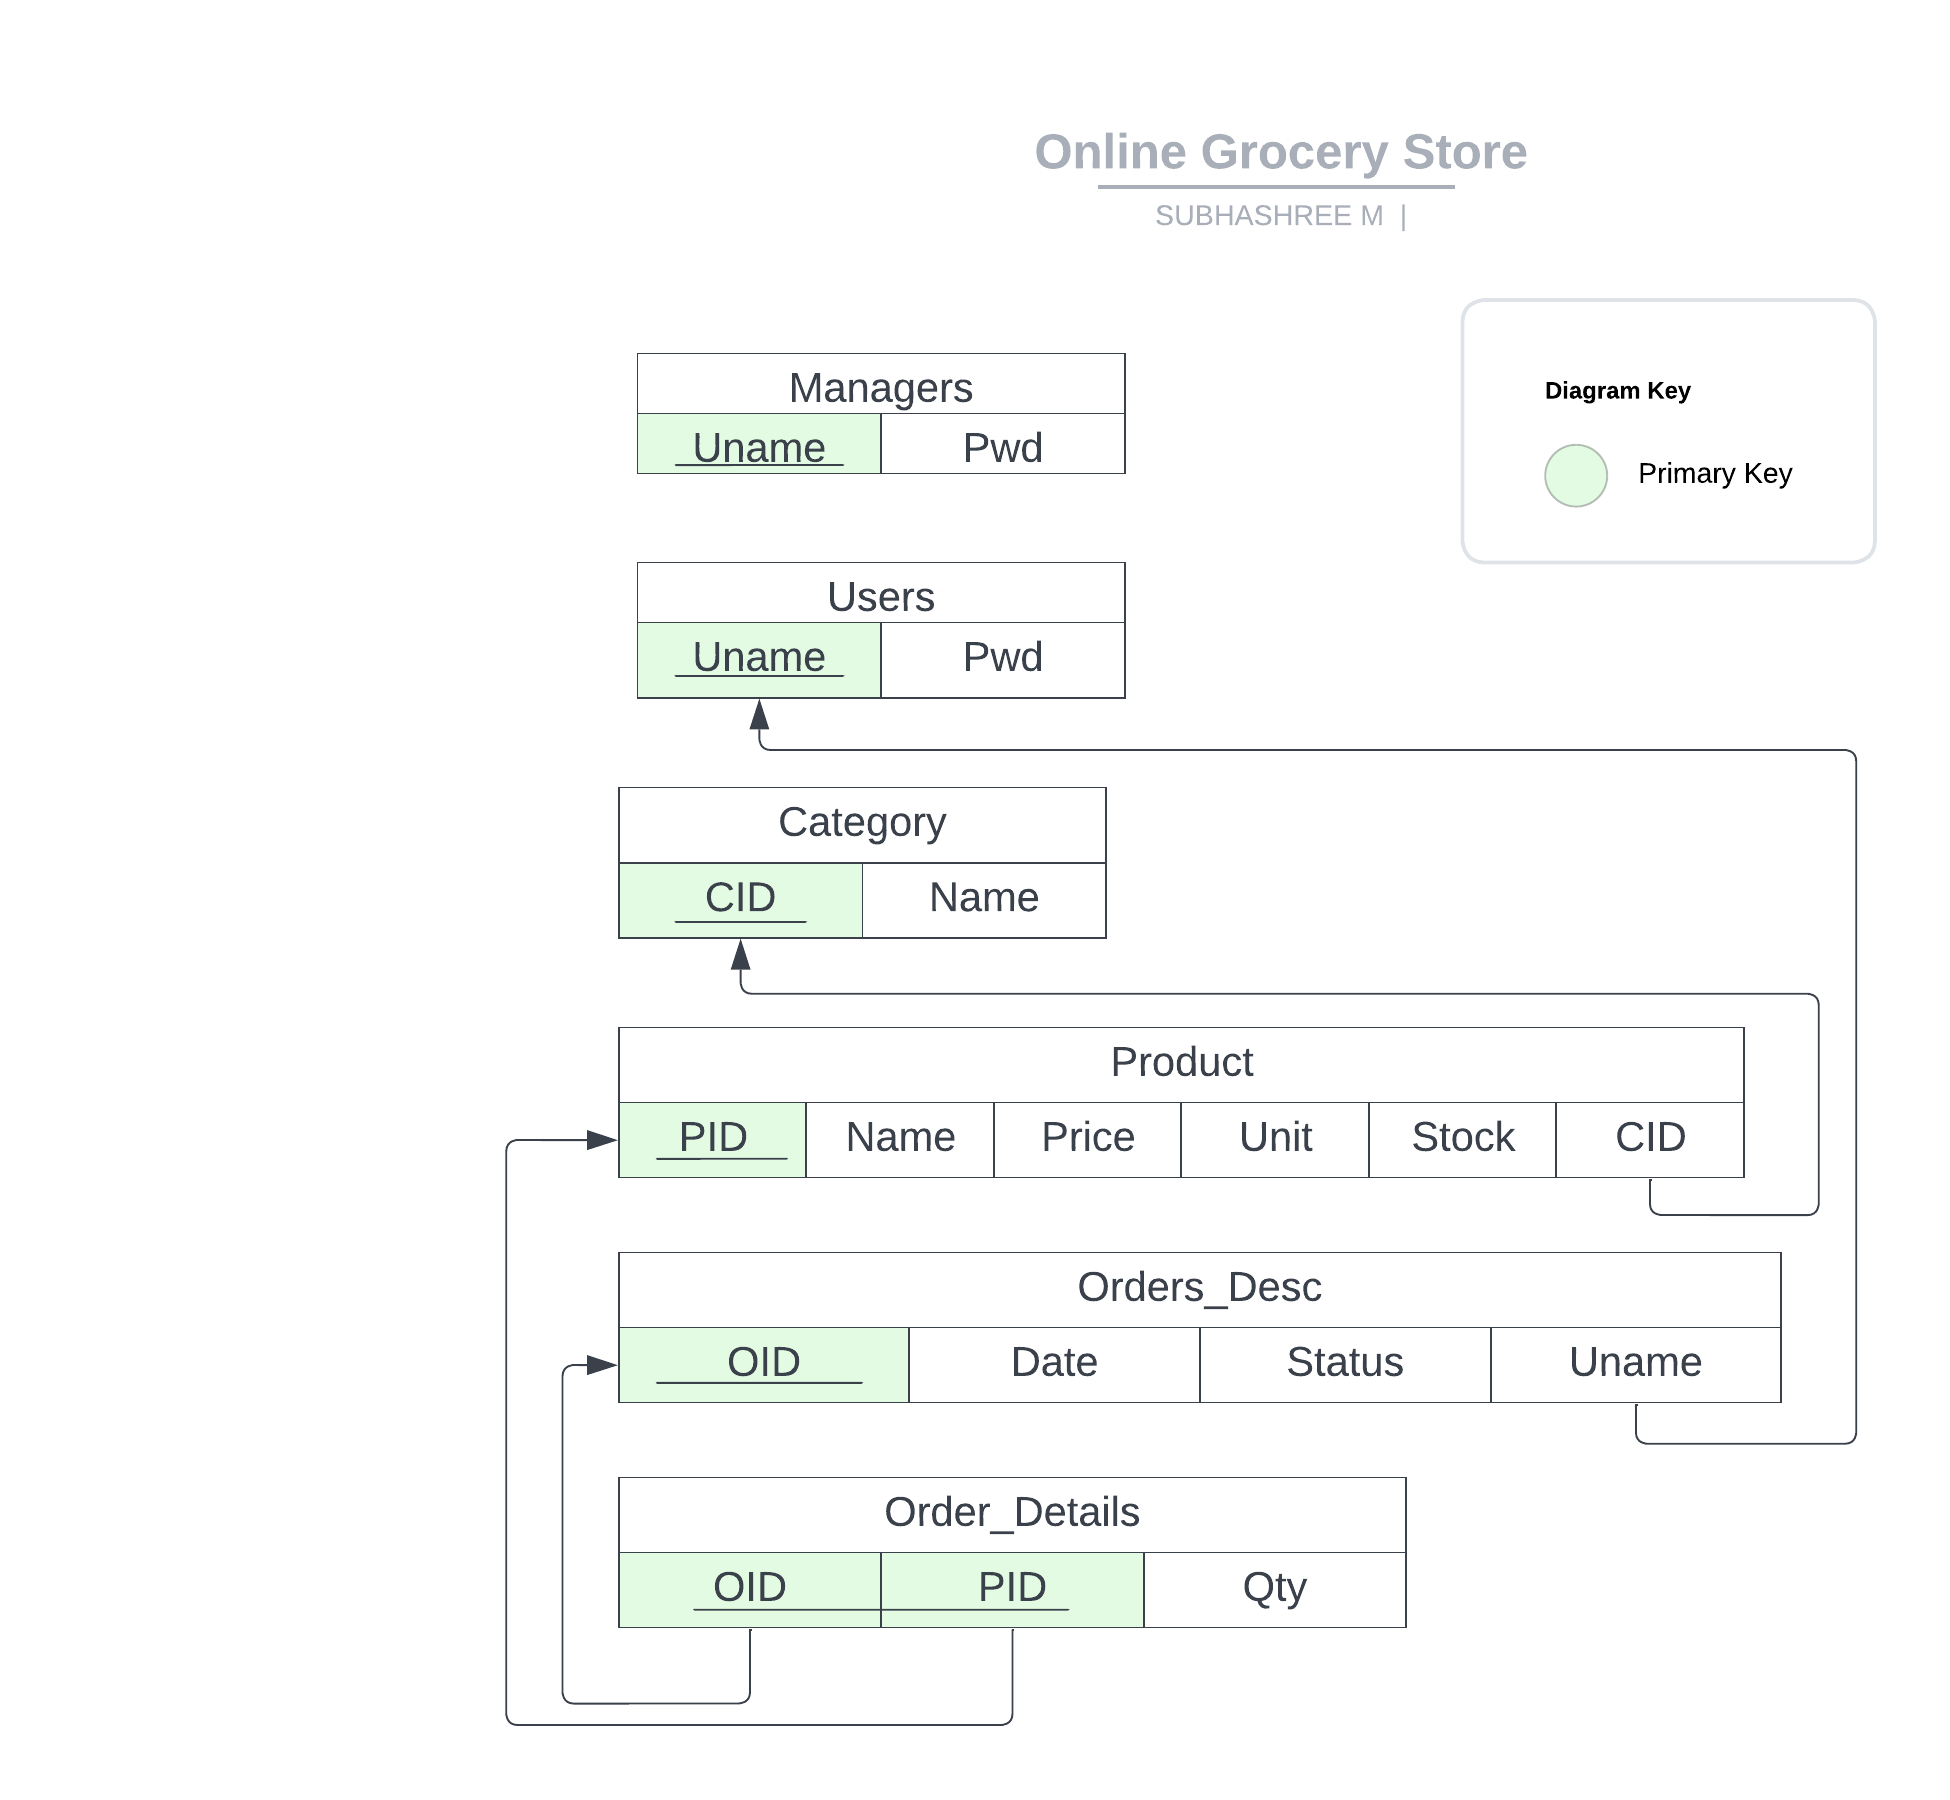 Online Grocery Store
SUBHASHREE M |
Diagram Key
Primary Key
Managers
Uname Pwd
Users
Uname Pwd
Category
CID Name
Product
PID Name Price Unit Stock CID
Orders_Desc
OID Date Status Uname
Order_Details
OID PID Qty